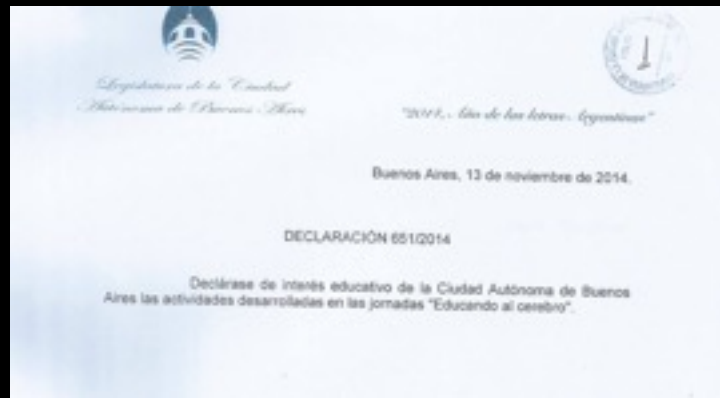 Legislatura de la Ciudad
Autónoma de Buenos Aires
"2014, Año de las letras Argentinas"
Buenos Aires, 13 de noviembre de 2014.
DECLARACIÓN 651/2014
Declárase de interés educativo de la Ciudad Autónoma de Buenos
Aires las actividades desarrolladas en las jornadas "Educando al cerebro".